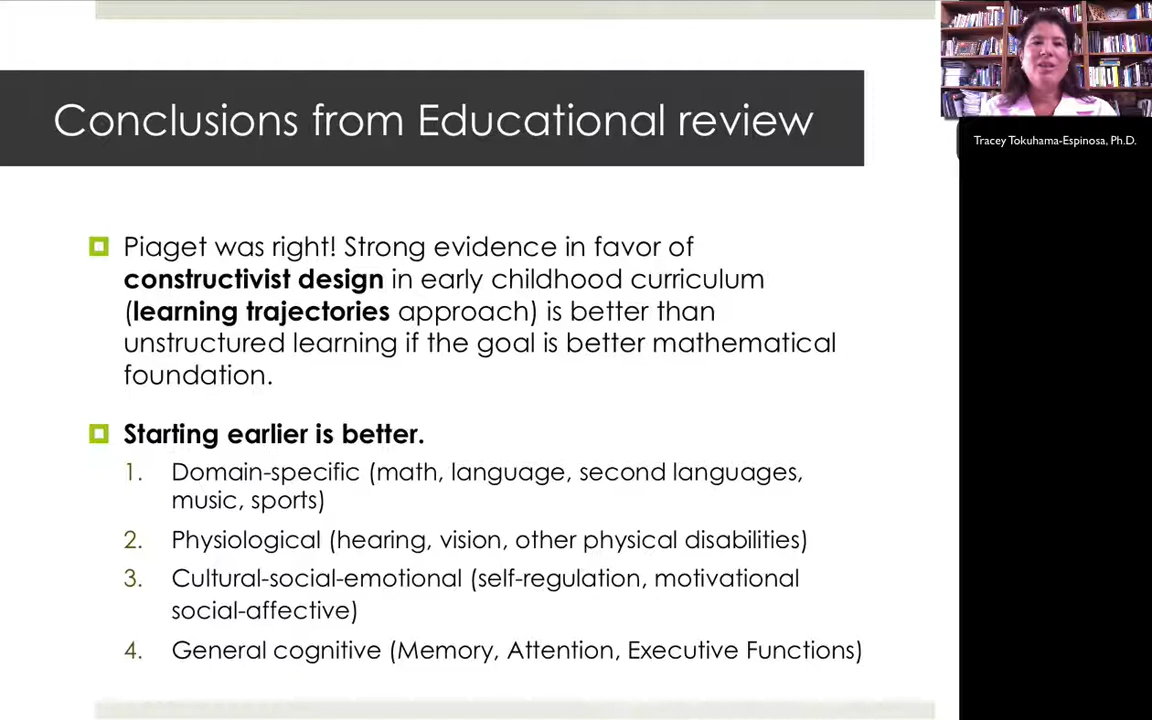 Conclusions from Educational review
Tracey Tokuhama-Espinosa, Ph.D.
Piaget was right! Strong evidence in favor of
constructivist design in early childhood curriculum
(learning trajectories approach) is better than
unstructured learning if the goal is better mathematical
foundation.
Starting earlier is better.
1. Domain-specific (math, language, second languages,
music, sports)
2. Physiological (hearing, vision, other physical disabilities)
3. Cultural-social-emotional (self-regulation, motivational
social-affective)
4. General cognitive (Memory, Attention, Executive Functions)